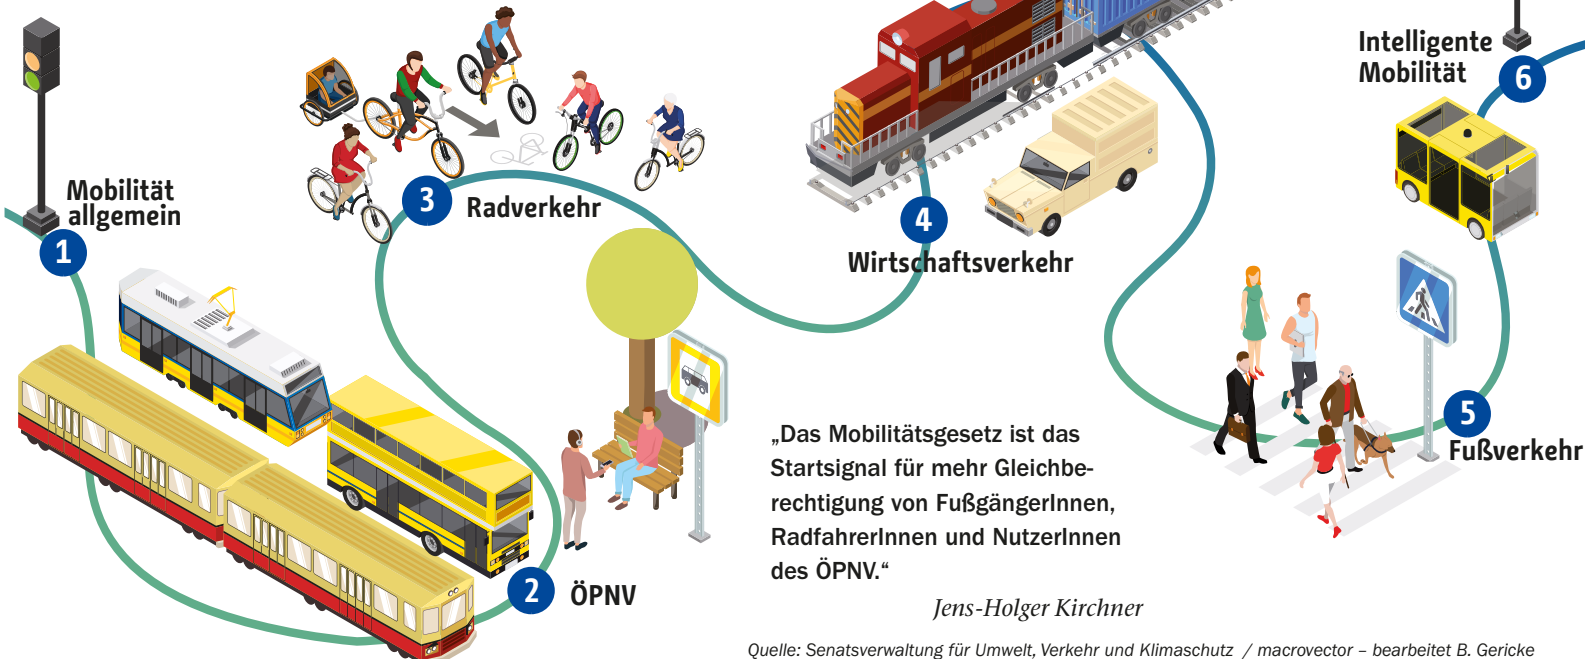 1
Mobilität
allgemein
2
ÖPNV
3
Radverkehr
4
Wirtschaftsverkehr
5
Fußverkehr
Intelligente
Mobilität
6
„Das Mobilitätsgesetz ist das
Startsignal für mehr Gleichbe-
rechtigung von FußgängerInnen,
RadfahrerInnen und NutzerInnen
des ÖPNV.“
Jens-Holger Kirchner
Quelle: Senatsverwaltung für Umwelt, Verkehr und Klimaschutz / macrovector – bearbeitet B. Gericke